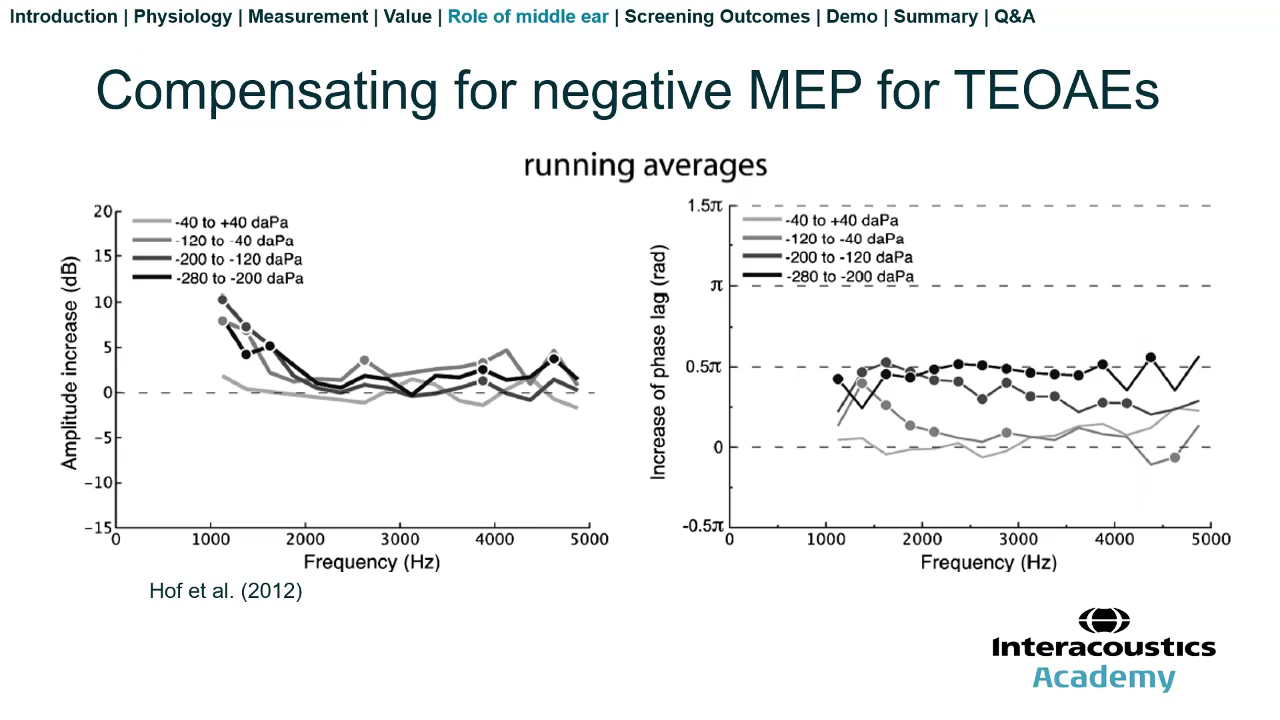 Introduction | Physiology | Measurement | Value | Role of middle ear | Screening Outcomes | Demo | Summary | Q&A
Compensating for negative MEP for TEOAEs
running averages
Amplitude increase (dB)
20
15
10
5
0
−5
−10
−15
-40 to +40 daPa
-120 to -40 daPa
-200 to -120 daPa
-280 to -200 daPa
0 1000 2000 3000 4000 5000
Frequency (Hz)
Increase of phase lag (rad)
1.5π
π
0.5π
0
-0.5π
-40 to +40 daPa
-120 to -40 daPa
-200 to -120 daPa
-280 to -200 daPa
0 1000 2000 3000 4000 5000
Frequency (Hz)
Hof et al. (2012)
Interacoustics
Academy